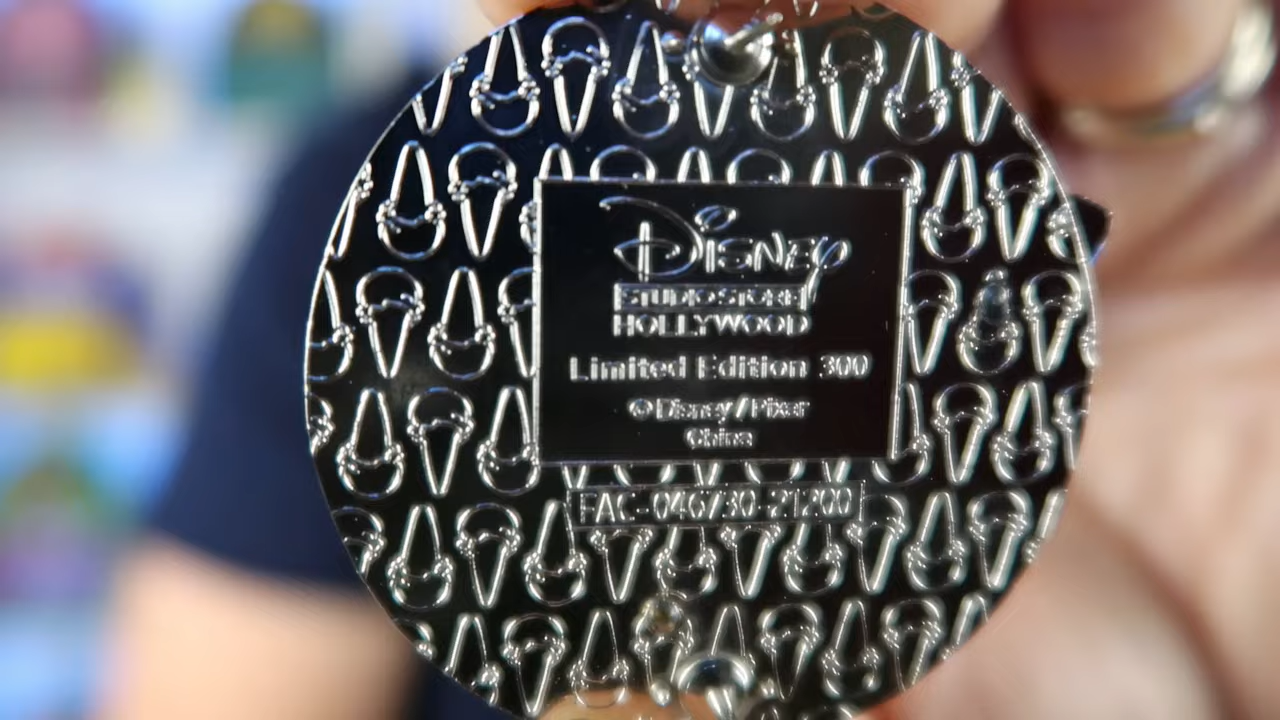 Disney
STUDIO STORE
HOLLYWOOD
Limited Edition 300
©Disney/Pixar
China
FAC-046730-21200